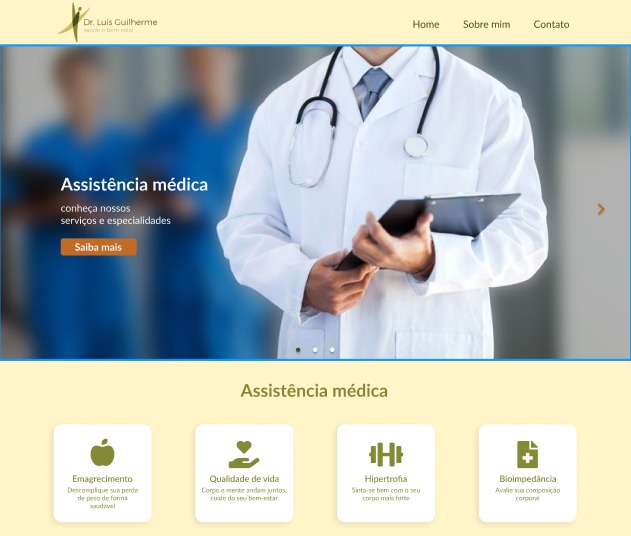 Dr. Luis Guilherme
saúde e bem estar
Home
Sobre mim
Contato
Assistência médica
conheça nossos
serviços e especialidades
Saiba mais
Assistência médica
Emagrecimento
Descomplique sua perda
de peso de forma
saudável
Qualidade de vida
Corpo e mente andam juntos,
cuide do seu bem-estar
Hipertrofia
Sinta-se bem com o seu
corpo mais forte
Bioimpedância
Avalie sua composição
corporal